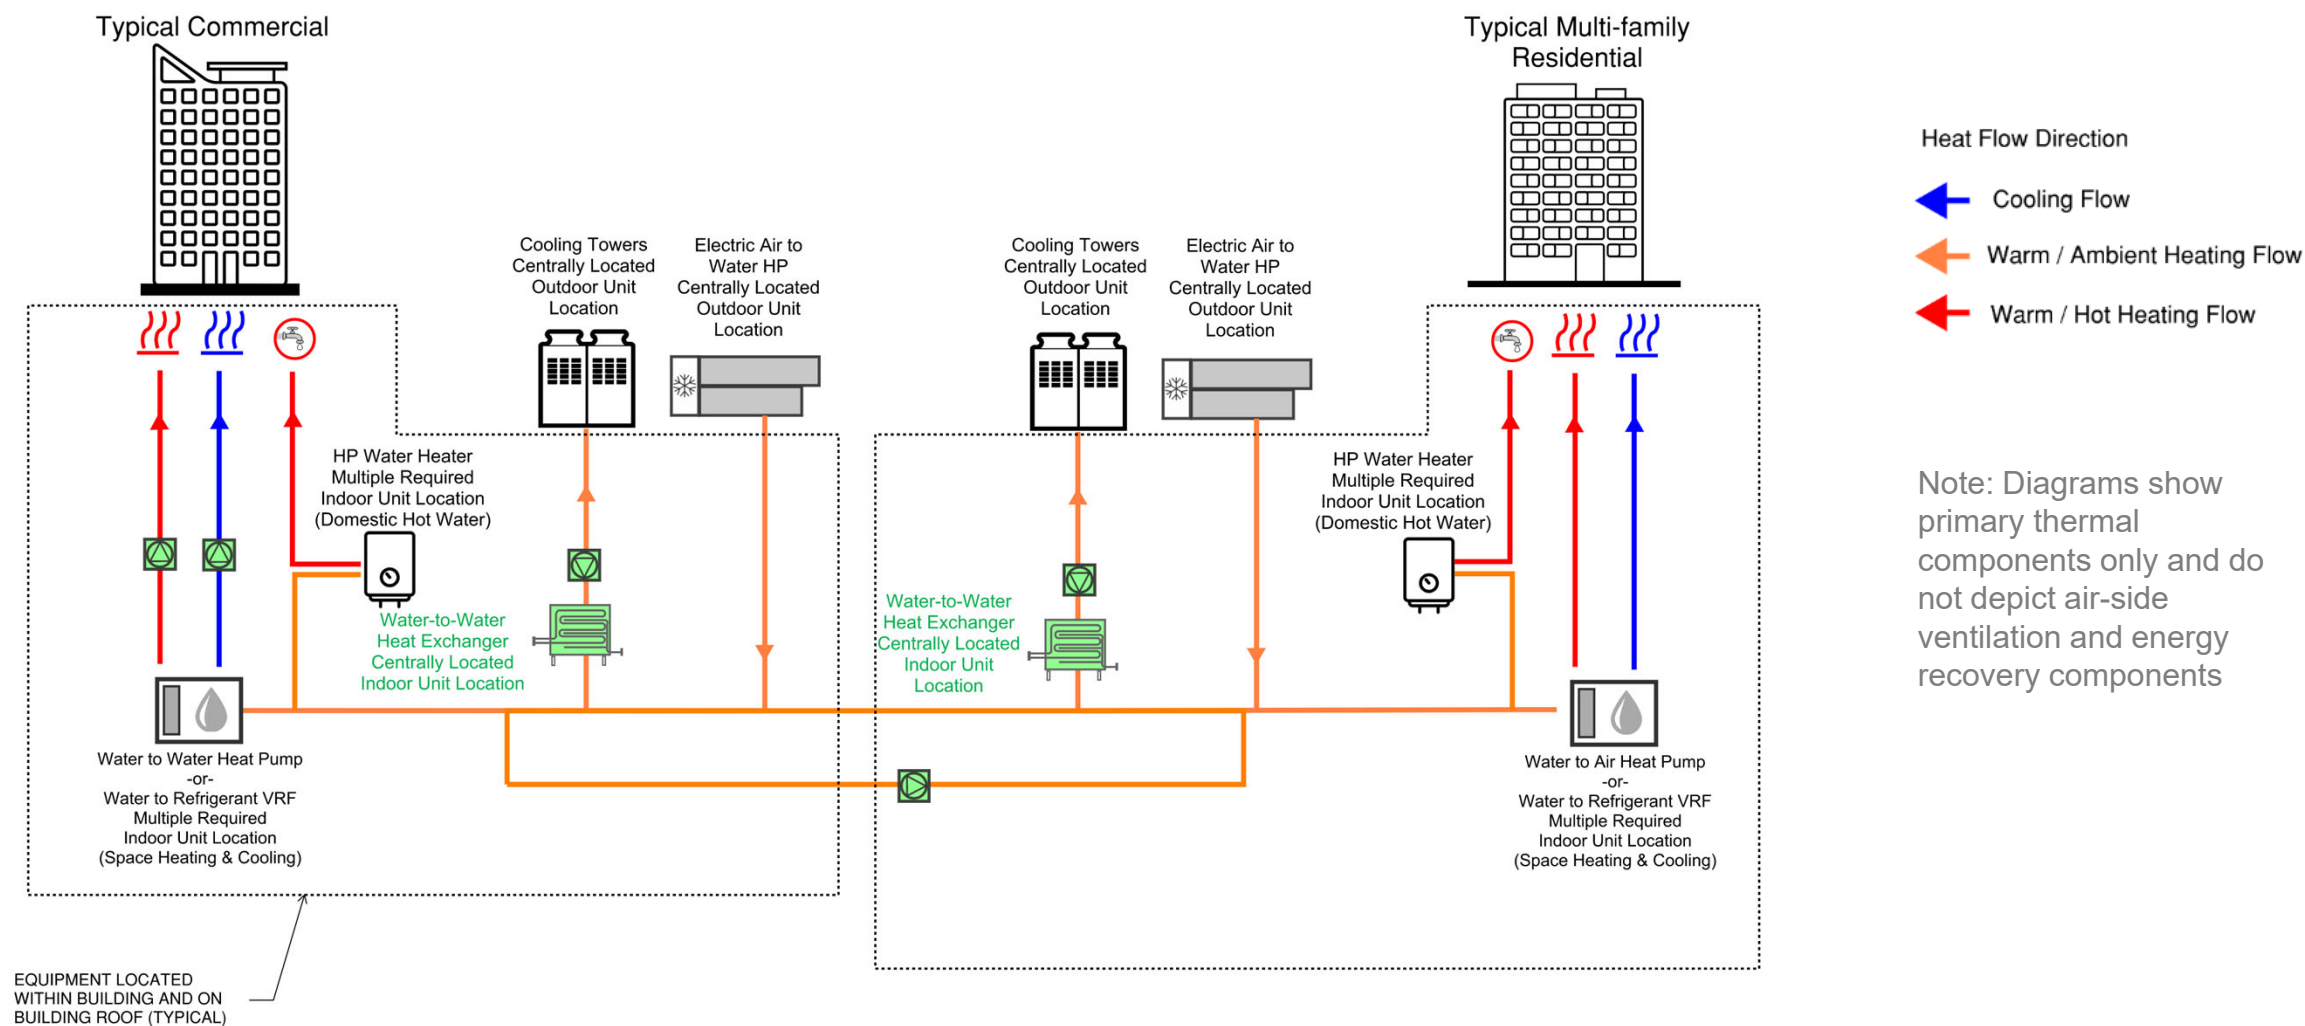 Typical Commercial
Typical Multi-family
Residential
Heat Flow Direction
Cooling Flow
Warm / Ambient Heating Flow
Warm / Hot Heating Flow
Cooling Towers
Centrally Located
Outdoor Unit
Location
Electric Air to
Water HP
Centrally Located
Outdoor Unit
Location
Cooling Towers
Centrally Located
Outdoor Unit
Location
Electric Air to
Water HP
Centrally Located
Outdoor Unit
Location
HP Water Heater
Multiple Required
Indoor Unit Location
(Domestic Hot Water)
HP Water Heater
Multiple Required
Indoor Unit Location
(Domestic Hot Water)
Note: Diagrams show
primary thermal
components only and do
not depict air-side
ventilation and energy
recovery components
Water-to-Water
Heat Exchanger
Centrally Located
Indoor Unit Location
Water-to-Water
Heat Exchanger
Centrally Located
Indoor Unit
Location
Water to Water Heat Pump
-or-
Water to Refrigerant VRF
Multiple Required
Indoor Unit Location
(Space Heating & Cooling)
Water to Air Heat Pump
-or-
Water to Refrigerant VRF
Multiple Required
Indoor Unit Location
(Space Heating & Cooling)
EQUIPMENT LOCATED
WITHIN BUILDING AND ON
BUILDING ROOF (TYPICAL)